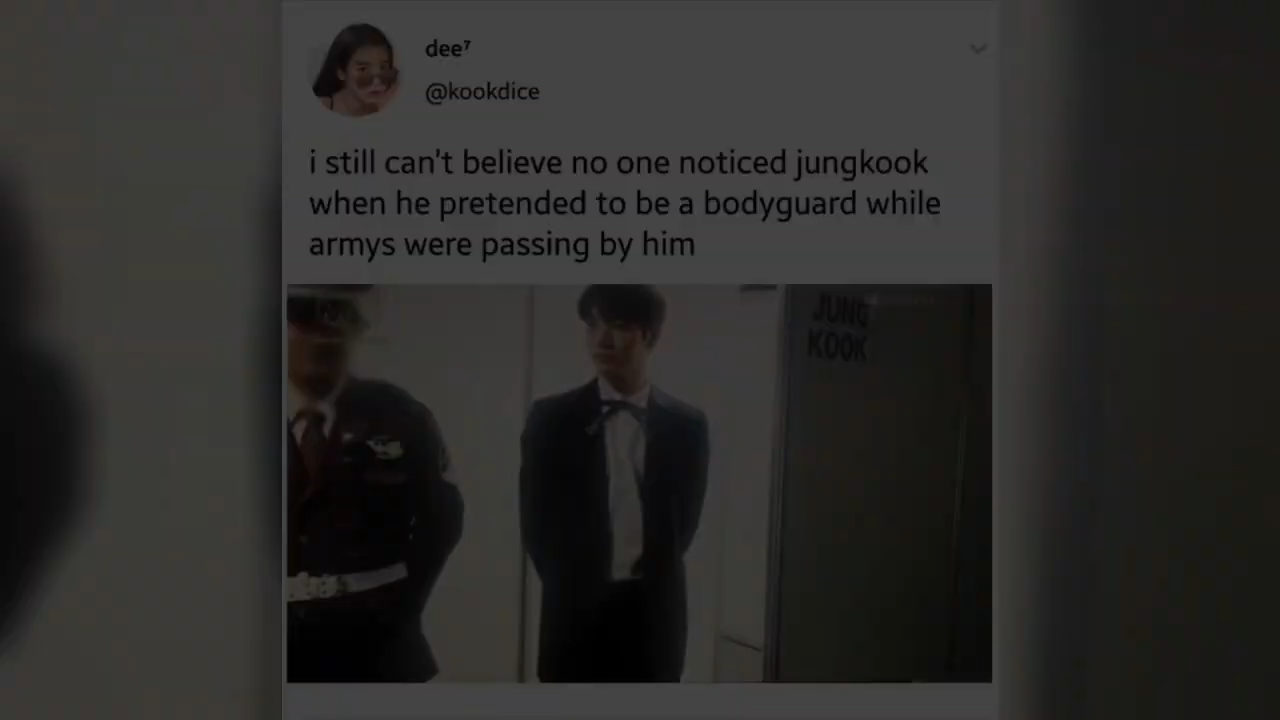 dee⁷
@kookdice
i still can't believe no one noticed jungkook
when he pretended to be a bodyguard while
armys were passing by him
JUNG
KOOK